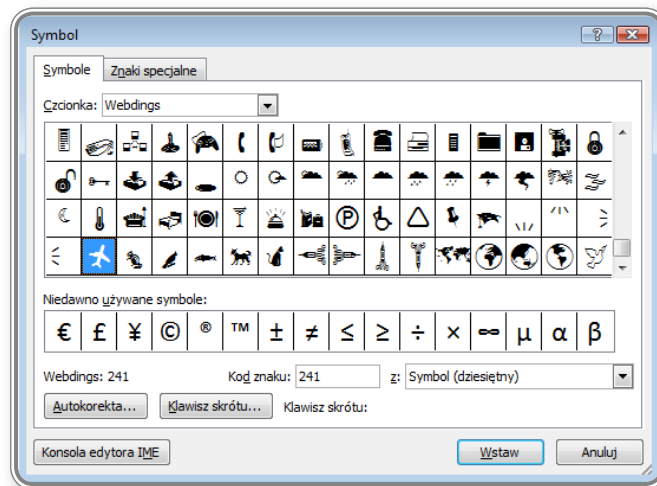 Symbol
Symbole
Znaki specjalne
Czcionka: Webdings
Niedawno używane symbole:
€ £ ¥ © ® ™ ± ≠ ≤ ≥ ÷ × ∞ µ α β
Webdings: 241 Kod znaku: 241 z: Symbol (dziesiętny)
Autokorekta... Klawisz skrótu... Klawisz skrótu:
Konsola edytora IME Wstaw Anuluj